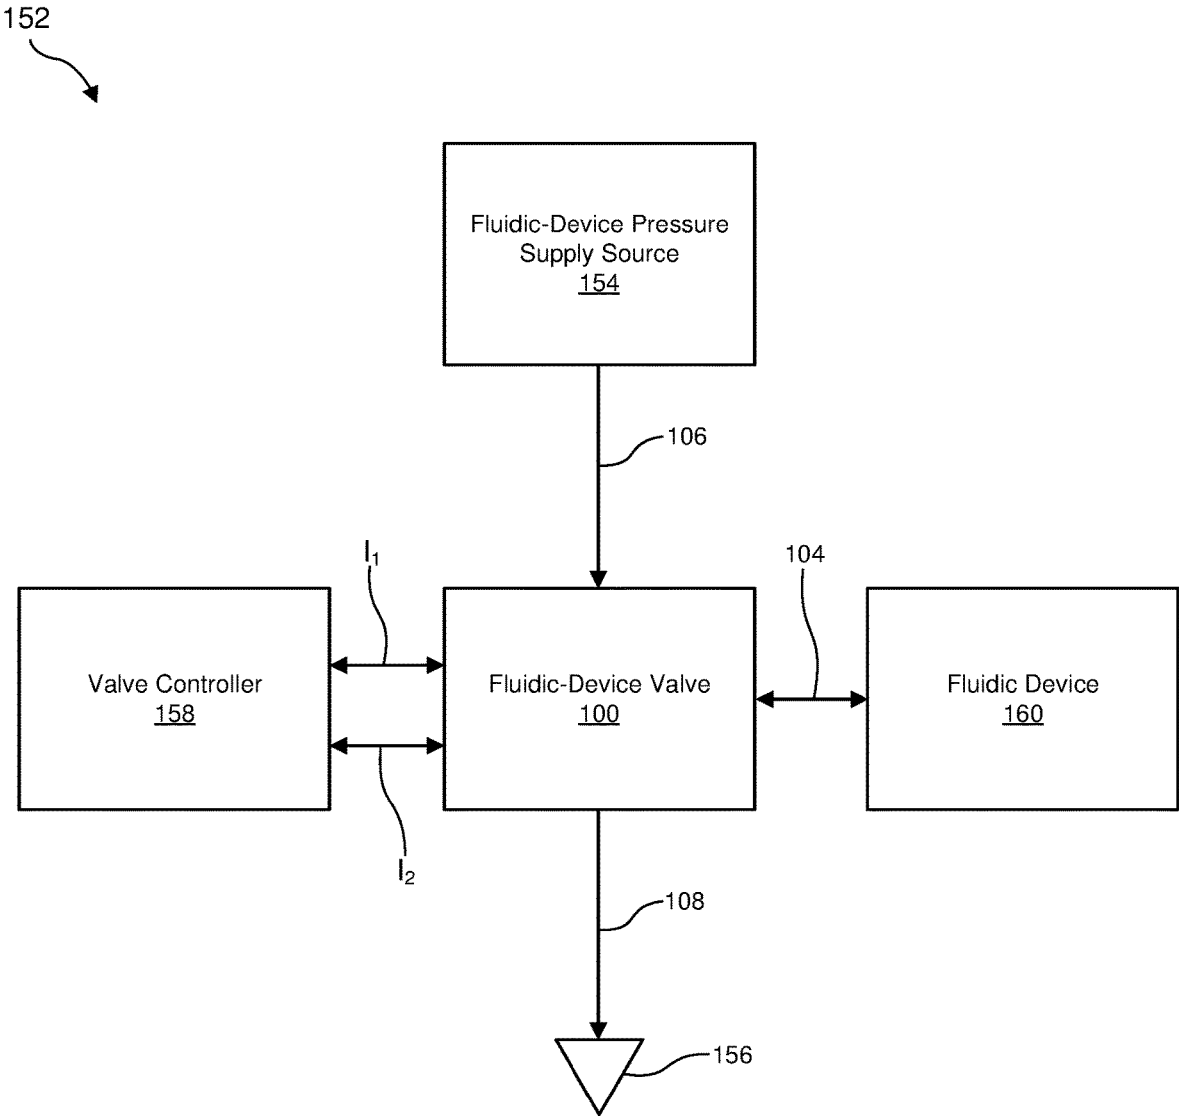 152
Fluidic-Device Pressure
Supply Source
154
106
I₁
104
Valve Controller
158
Fluidic-Device Valve
100
Fluidic Device
160
I₂
108
156